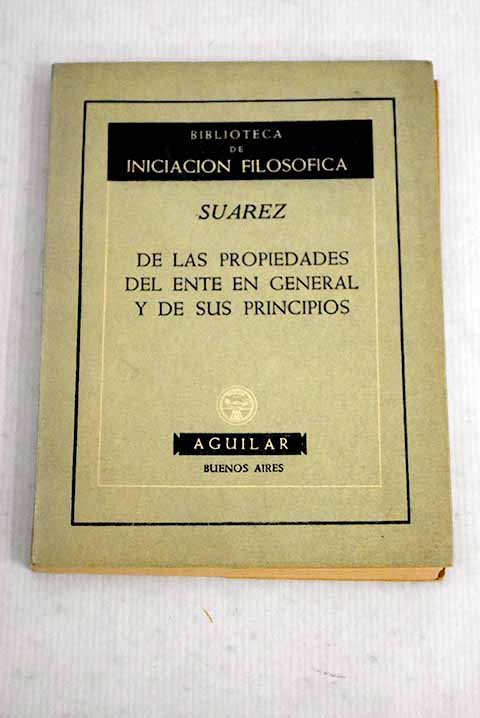 BIBLIOTECA
DE
INICIACION FILOSOFICA
SUAREZ
DE LAS PROPIEDADES
DEL ENTE EN GENERAL
Y DE SUS PRINCIPIOS
AGUILAR
BUENOS AIRES